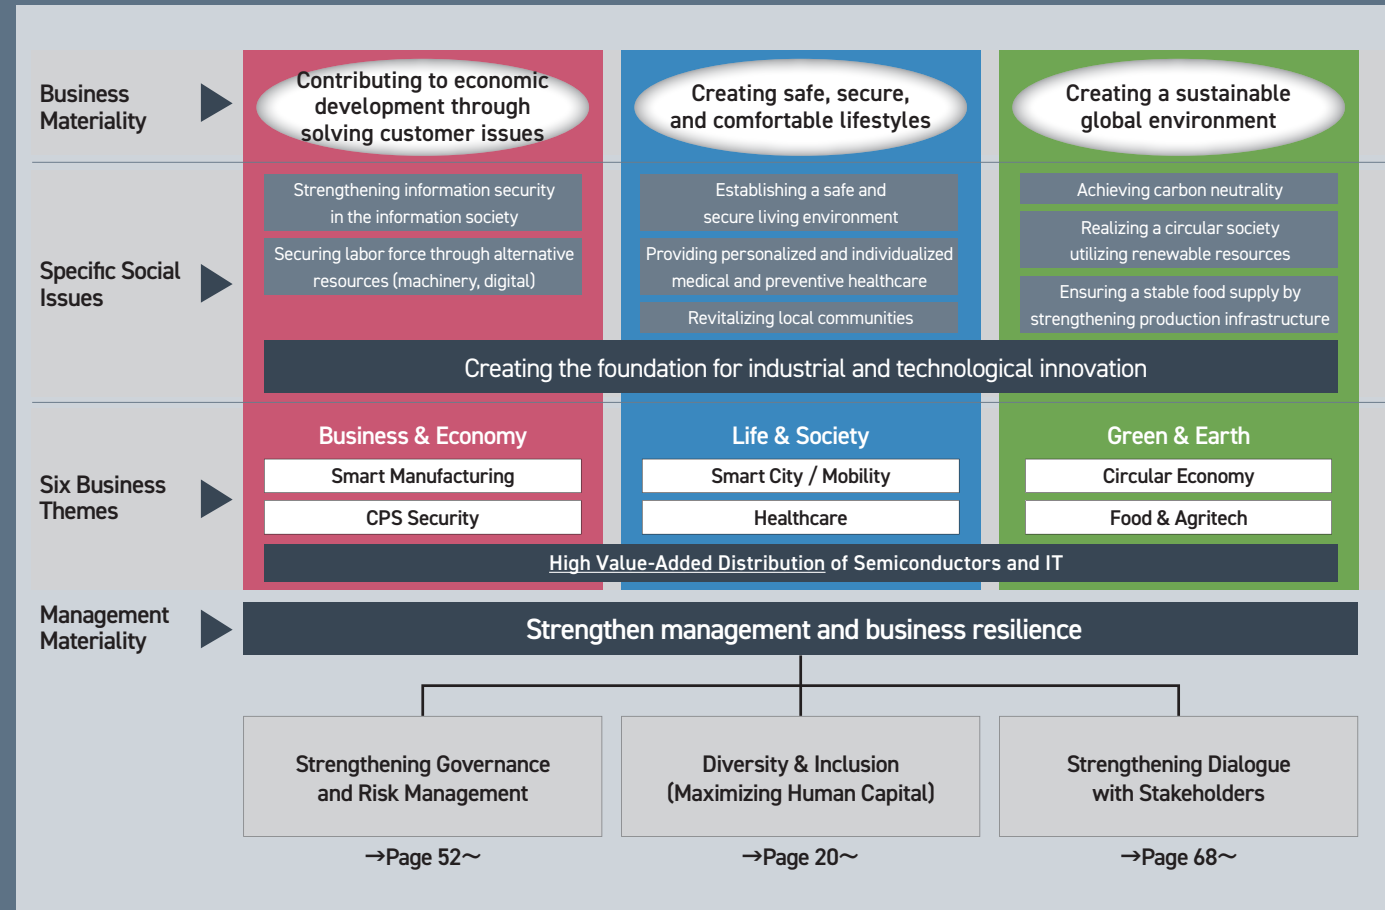 Business
Materiality
Contributing to economic
development through
solving customer issues
Creating safe, secure,
and comfortable lifestyles
Creating a sustainable
global environment
Specific Social
Issues
Strengthening information security
in the information society
Securing labor force through alternative
resources (machinery, digital)
Establishing a safe and
secure living environment
Providing personalized and individualized
medical and preventive healthcare
Revitalizing local communities
Achieving carbon neutrality
Realizing a circular society
utilizing renewable resources
Ensuring a stable food supply by
strengthening production infrastructure
Creating the foundation for industrial and technological innovation
Six Business
Themes
Business & Economy
Smart Manufacturing
CPS Security
Life & Society
Smart City / Mobility
Healthcare
Green & Earth
Circular Economy
Food & Agritech
High Value-Added Distribution of Semiconductors and IT
Management
Materiality
Strengthen management and business resilience
Strengthening Governance
and Risk Management
→Page 52~
Diversity & Inclusion
(Maximizing Human Capital)
→Page 20~
Strengthening Dialogue
with Stakeholders
→Page 68~